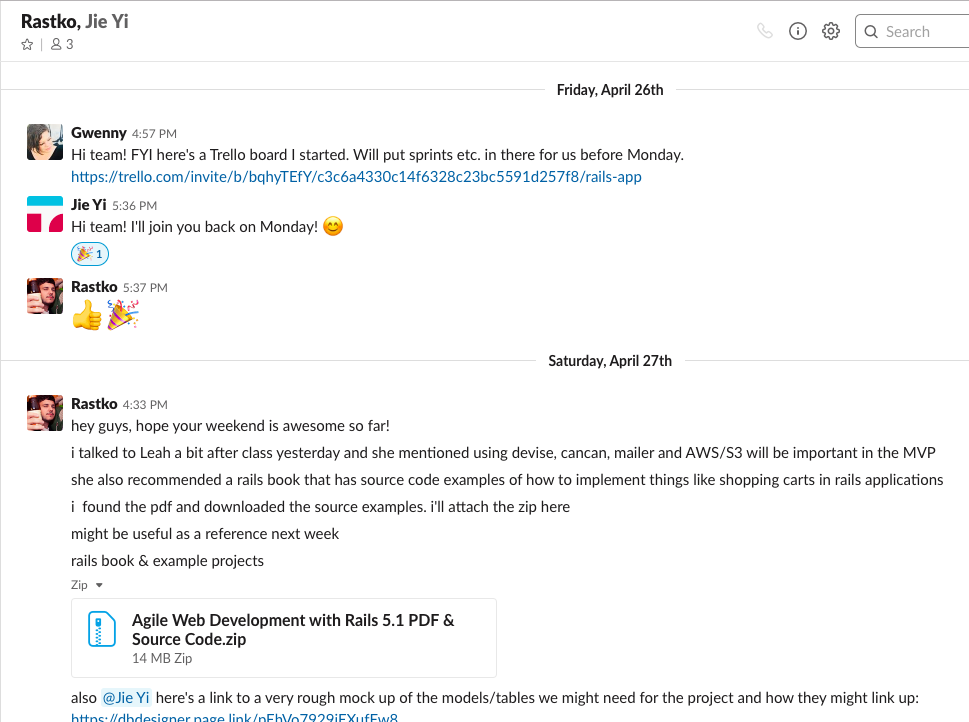 Rastko, Jie Yi
3
Search
Friday, April 26th
Gwenny 4:57 PM
Hi team! FYI here's a Trello board I started. Will put sprints etc. in there for us before Monday.
https://trello.com/invite/b/bqhyTEfY/c3c6a4330c14f6328c23bc5591d257f8/rails-app
Jie Yi 5:36 PM
Hi team! I'll join you back on Monday! 😊
🎉 1
Rastko 5:37 PM
👍🎉
Saturday, April 27th
Rastko 4:33 PM
hey guys, hope your weekend is awesome so far!
i talked to Leah a bit after class yesterday and she mentioned using devise, cancan, mailer and AWS/S3 will be important in the MVP
she also recommended a rails book that has source code examples of how to implement things like shopping carts in rails applications
i found the pdf and downloaded the source examples. i'll attach the zip here
might be useful as a reference next week
rails book & example projects
Zip
Agile Web Development with Rails 5.1 PDF &
Source Code.zip
14 MB Zip
also @Jie Yi here's a link to a very rough mock up of the models/tables we might need for the project and how they might link up: